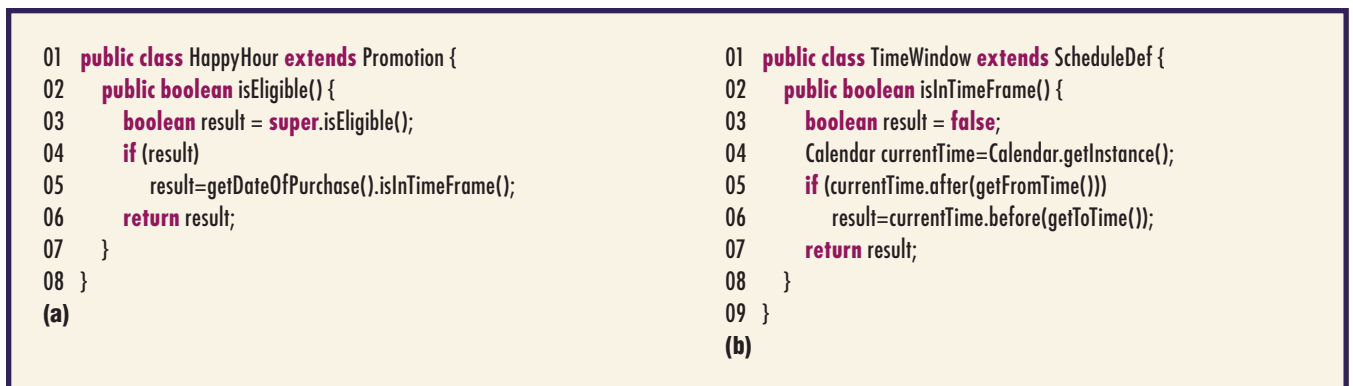 01 public class HappyHour extends Promotion {
02 public boolean isEligible() {
03 boolean result = super.isEligible();
04 if (result)
05 result=getDateOfPurchase().isInTimeFrame();
06 return result;
07 }
08 }
(a)
01 public class TimeWindow extends ScheduleDef {
02 public boolean isInTimeFrame() {
03 boolean result = false;
04 Calendar currentTime=Calendar.getInstance();
05 if (currentTime.after(getFromTime()))
06 result=currentTime.before(getToTime());
07 return result;
08 }
09 }
(b)